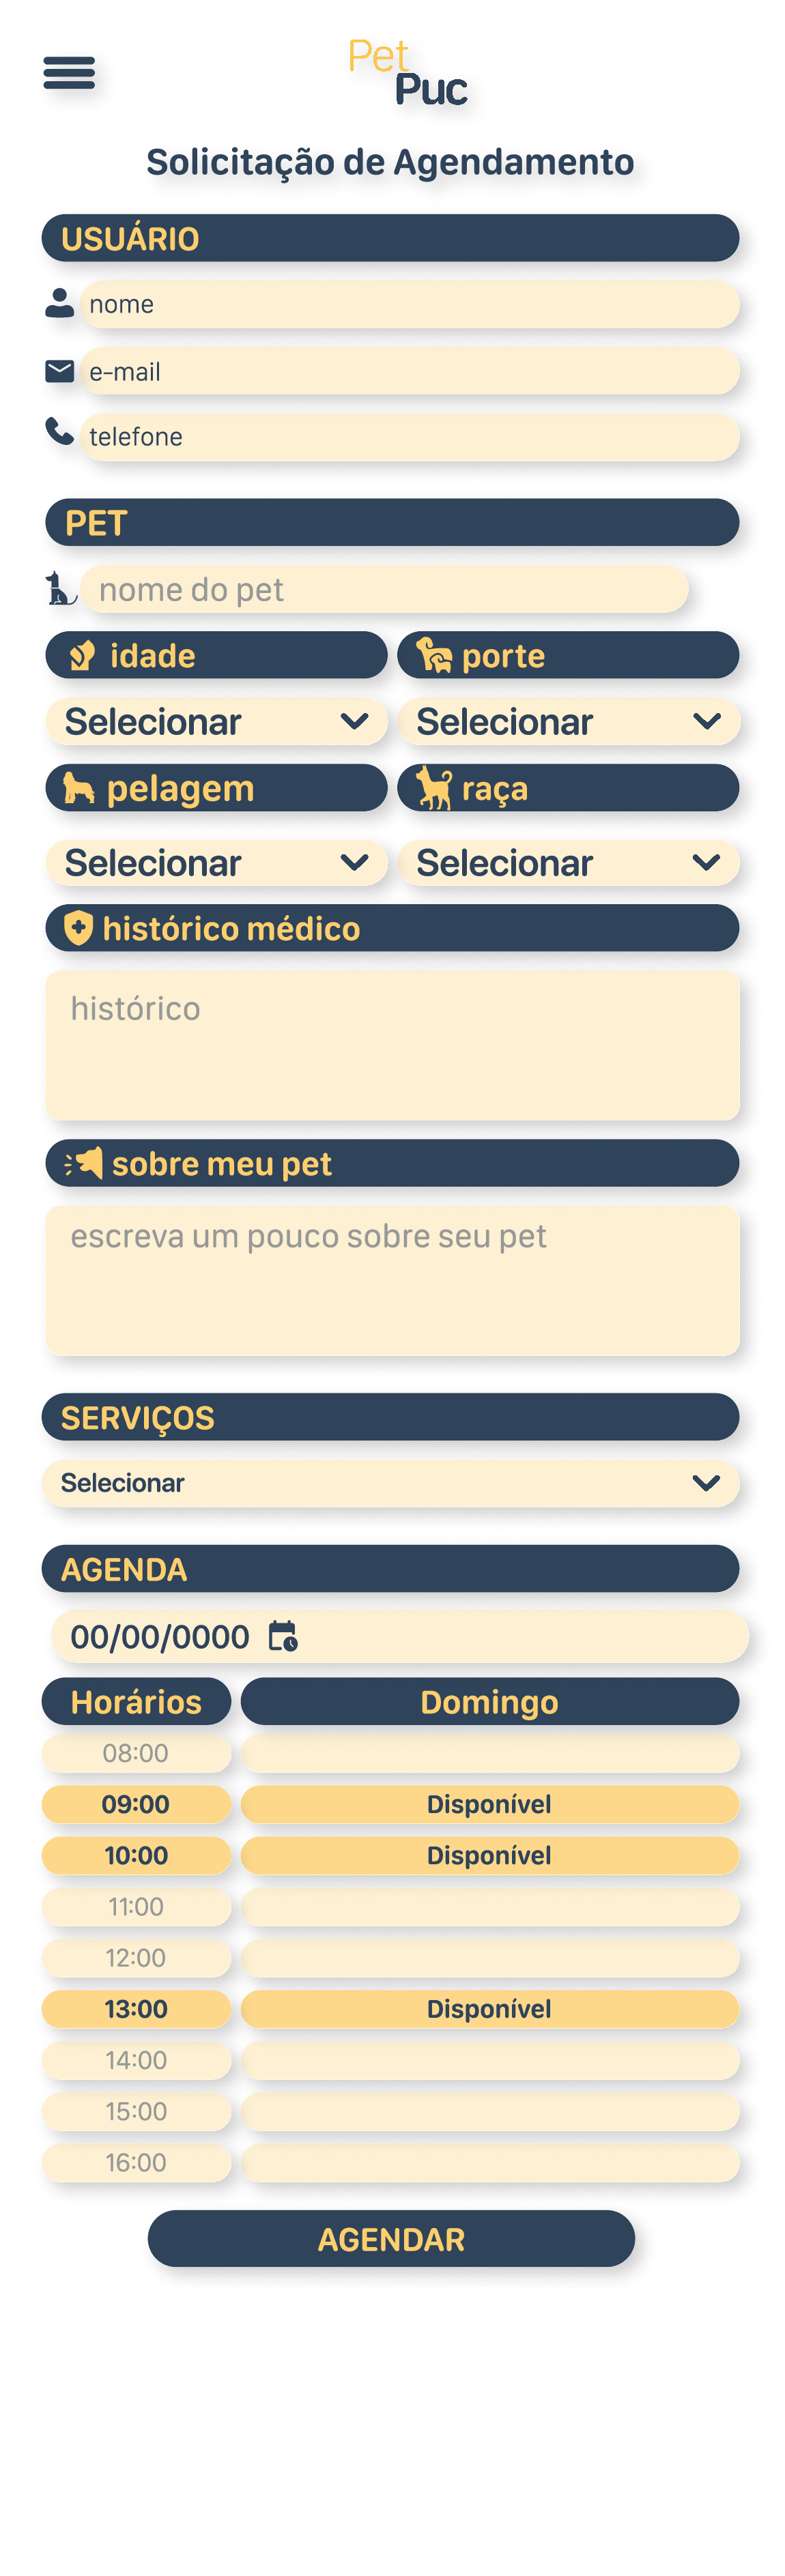 Pet
Puc
Solicitação de Agendamento
USUÁRIO
nome
e-mail
telefone
PET
nome do pet
idade porte
Selecionar Selecionar
pelagem raça
Selecionar Selecionar
histórico médico
histórico
sobre meu pet
escreva um pouco sobre seu pet
SERVIÇOS
Selecionar
AGENDA
00/00/0000
Horários Domingo
08:00
09:00 Disponível
10:00 Disponível
11:00
12:00
13:00 Disponível
14:00
15:00
16:00
AGENDAR